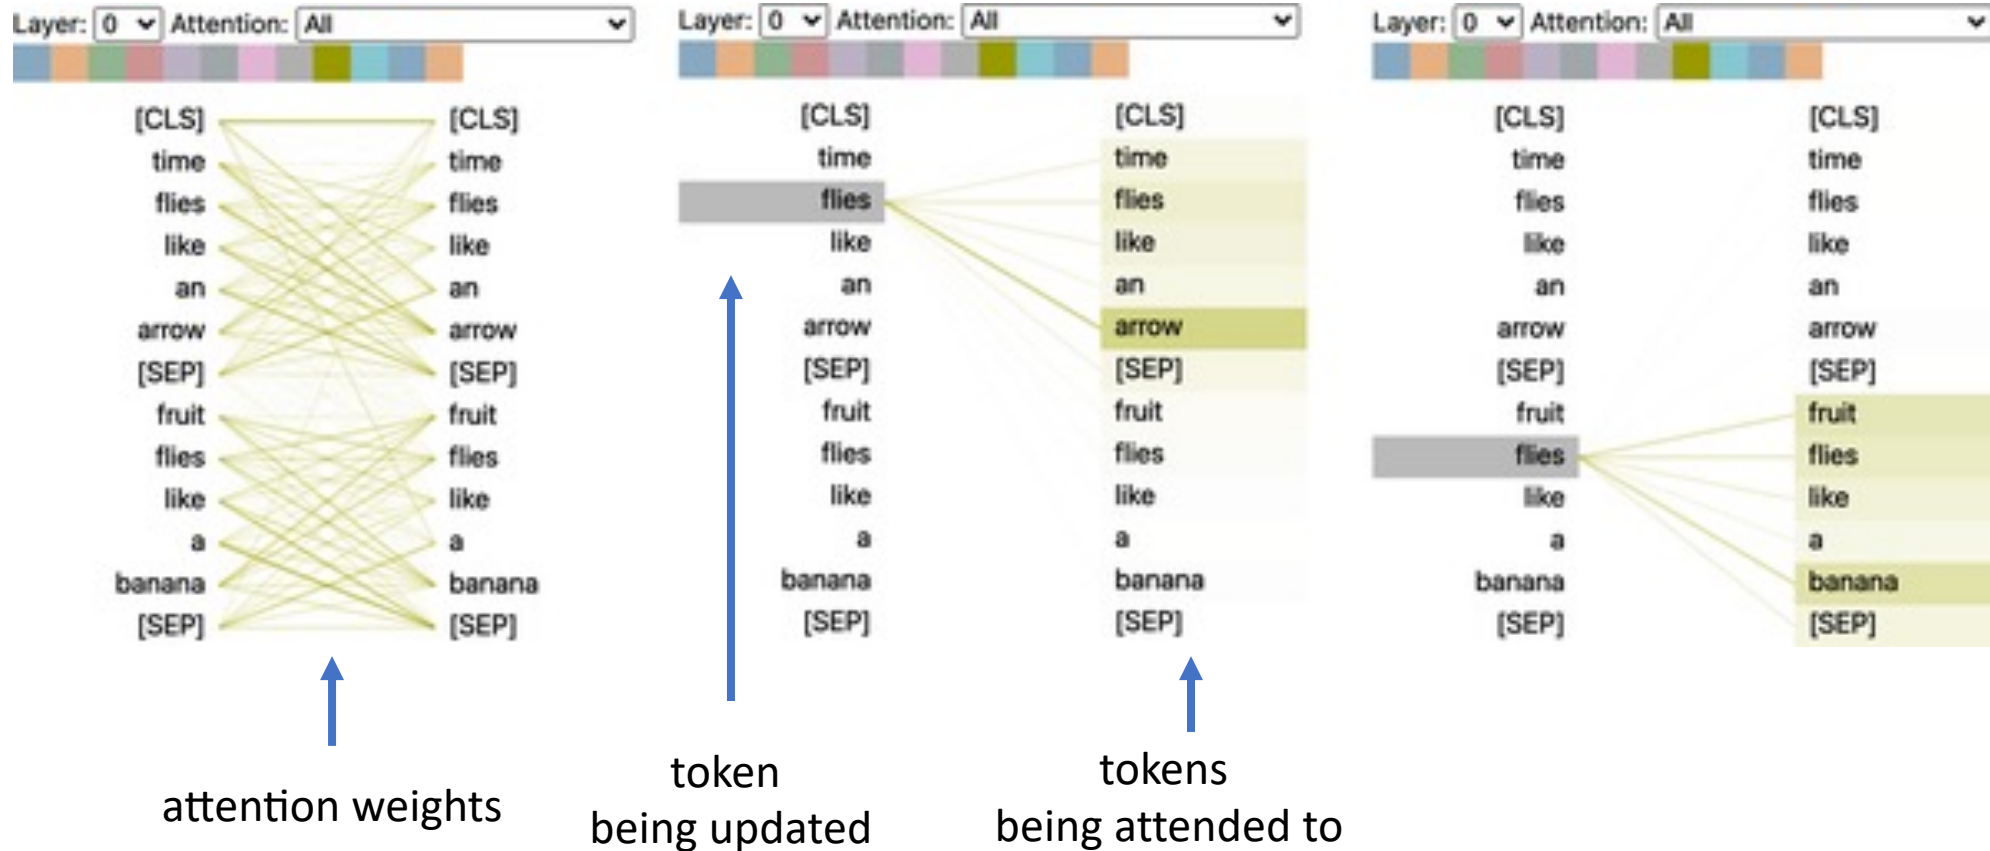 Layer: 0 Attention: All
[CLS] [CLS]
time time
flies flies
like like
an an
arrow arrow
[SEP] [SEP]
fruit fruit
flies flies
like like
a a
banana banana
[SEP] [SEP]
attention weights
Layer: 0 Attention: All
[CLS] [CLS]
time time
flies flies
like like
an an
arrow arrow
[SEP] [SEP]
fruit fruit
flies flies
like like
a a
banana banana
[SEP] [SEP]
token
being updated
tokens
being attended to
Layer: 0 Attention: All
[CLS] [CLS]
time time
flies flies
like like
an an
arrow arrow
[SEP] [SEP]
fruit fruit
flies flies
like like
a a
banana banana
[SEP] [SEP]